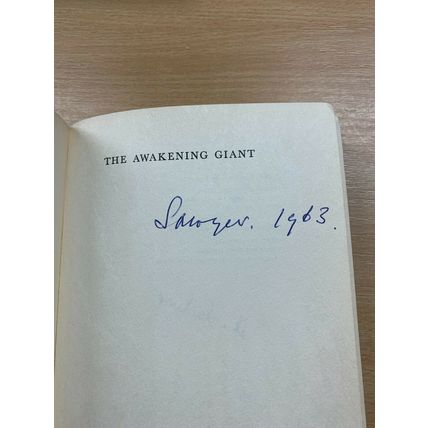 THE AWAKENING GIANT
Sawyer. 1963.